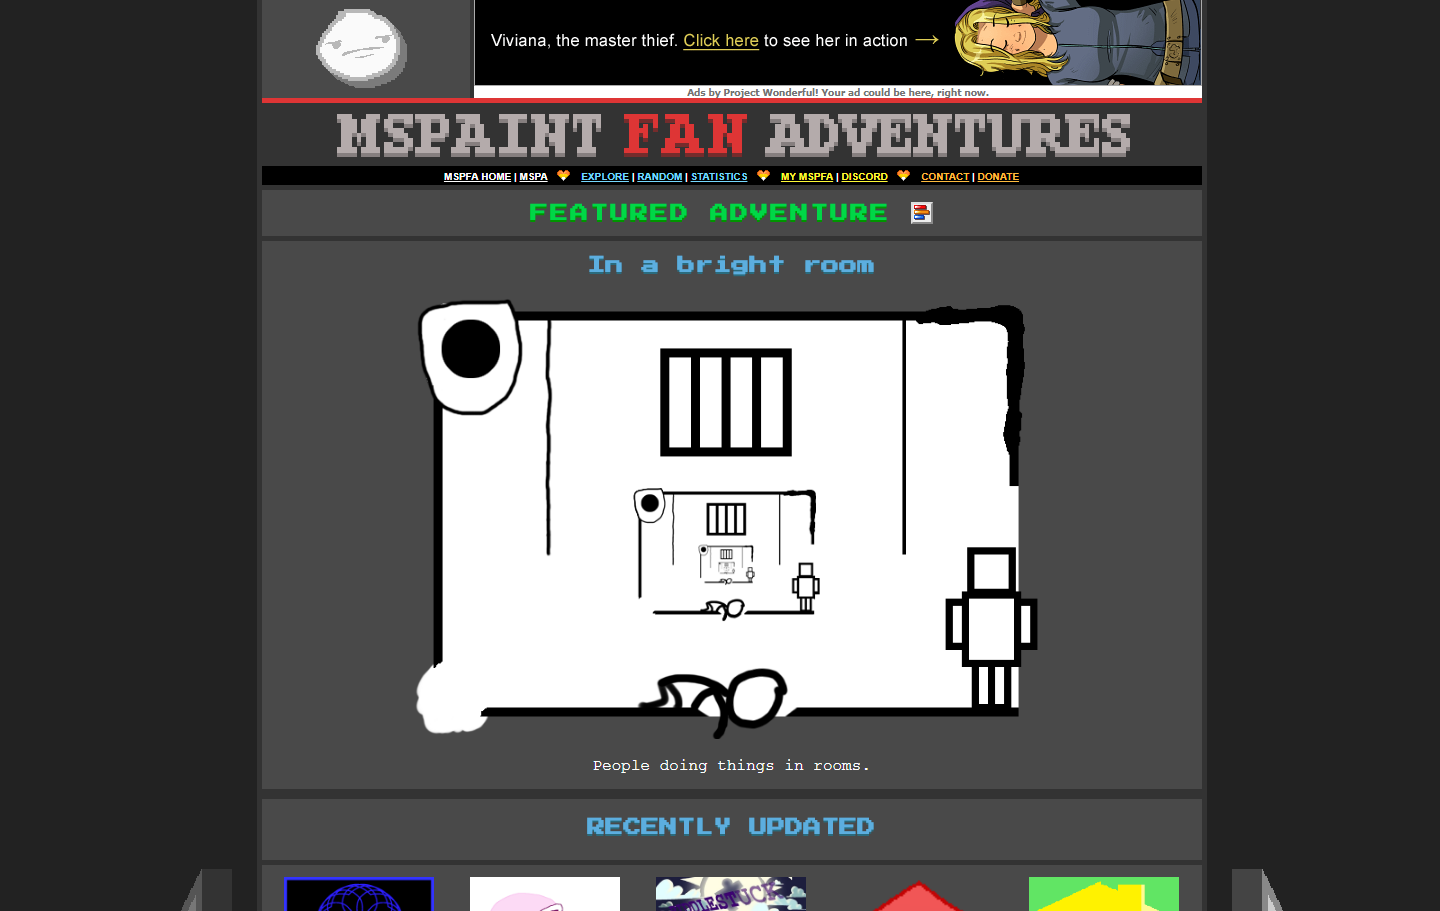 Viviana, the master thief. Click here to see her in action →
Ads by Project Wonderful! Your ad could be here, right now.
MSPAINT FAN ADVENTURES
MSPFA HOME | MSPA EXPLORE | RANDOM | STATISTICS MY MSPFA | DISCORD CONTACT | DONATE
FEATURED ADVENTURE
In a bright room
People doing things in rooms.
RECENTLY UPDATED